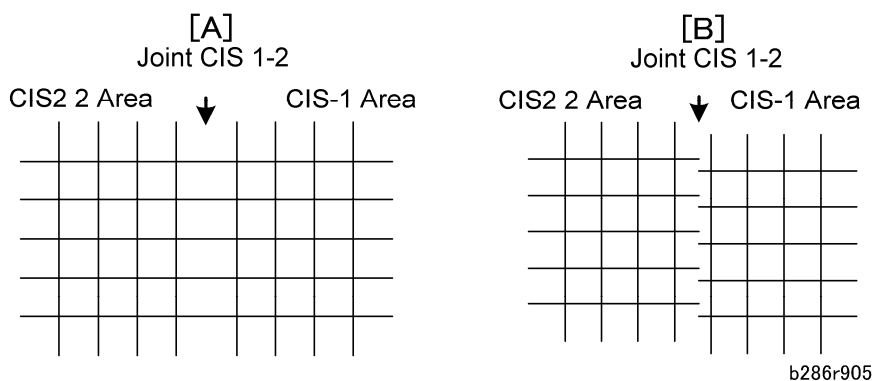 [A]
Joint CIS 1-2
CIS2 2 Area
CIS-1 Area
[B]
Joint CIS 1-2
CIS2 2 Area
CIS-1 Area
b286r905